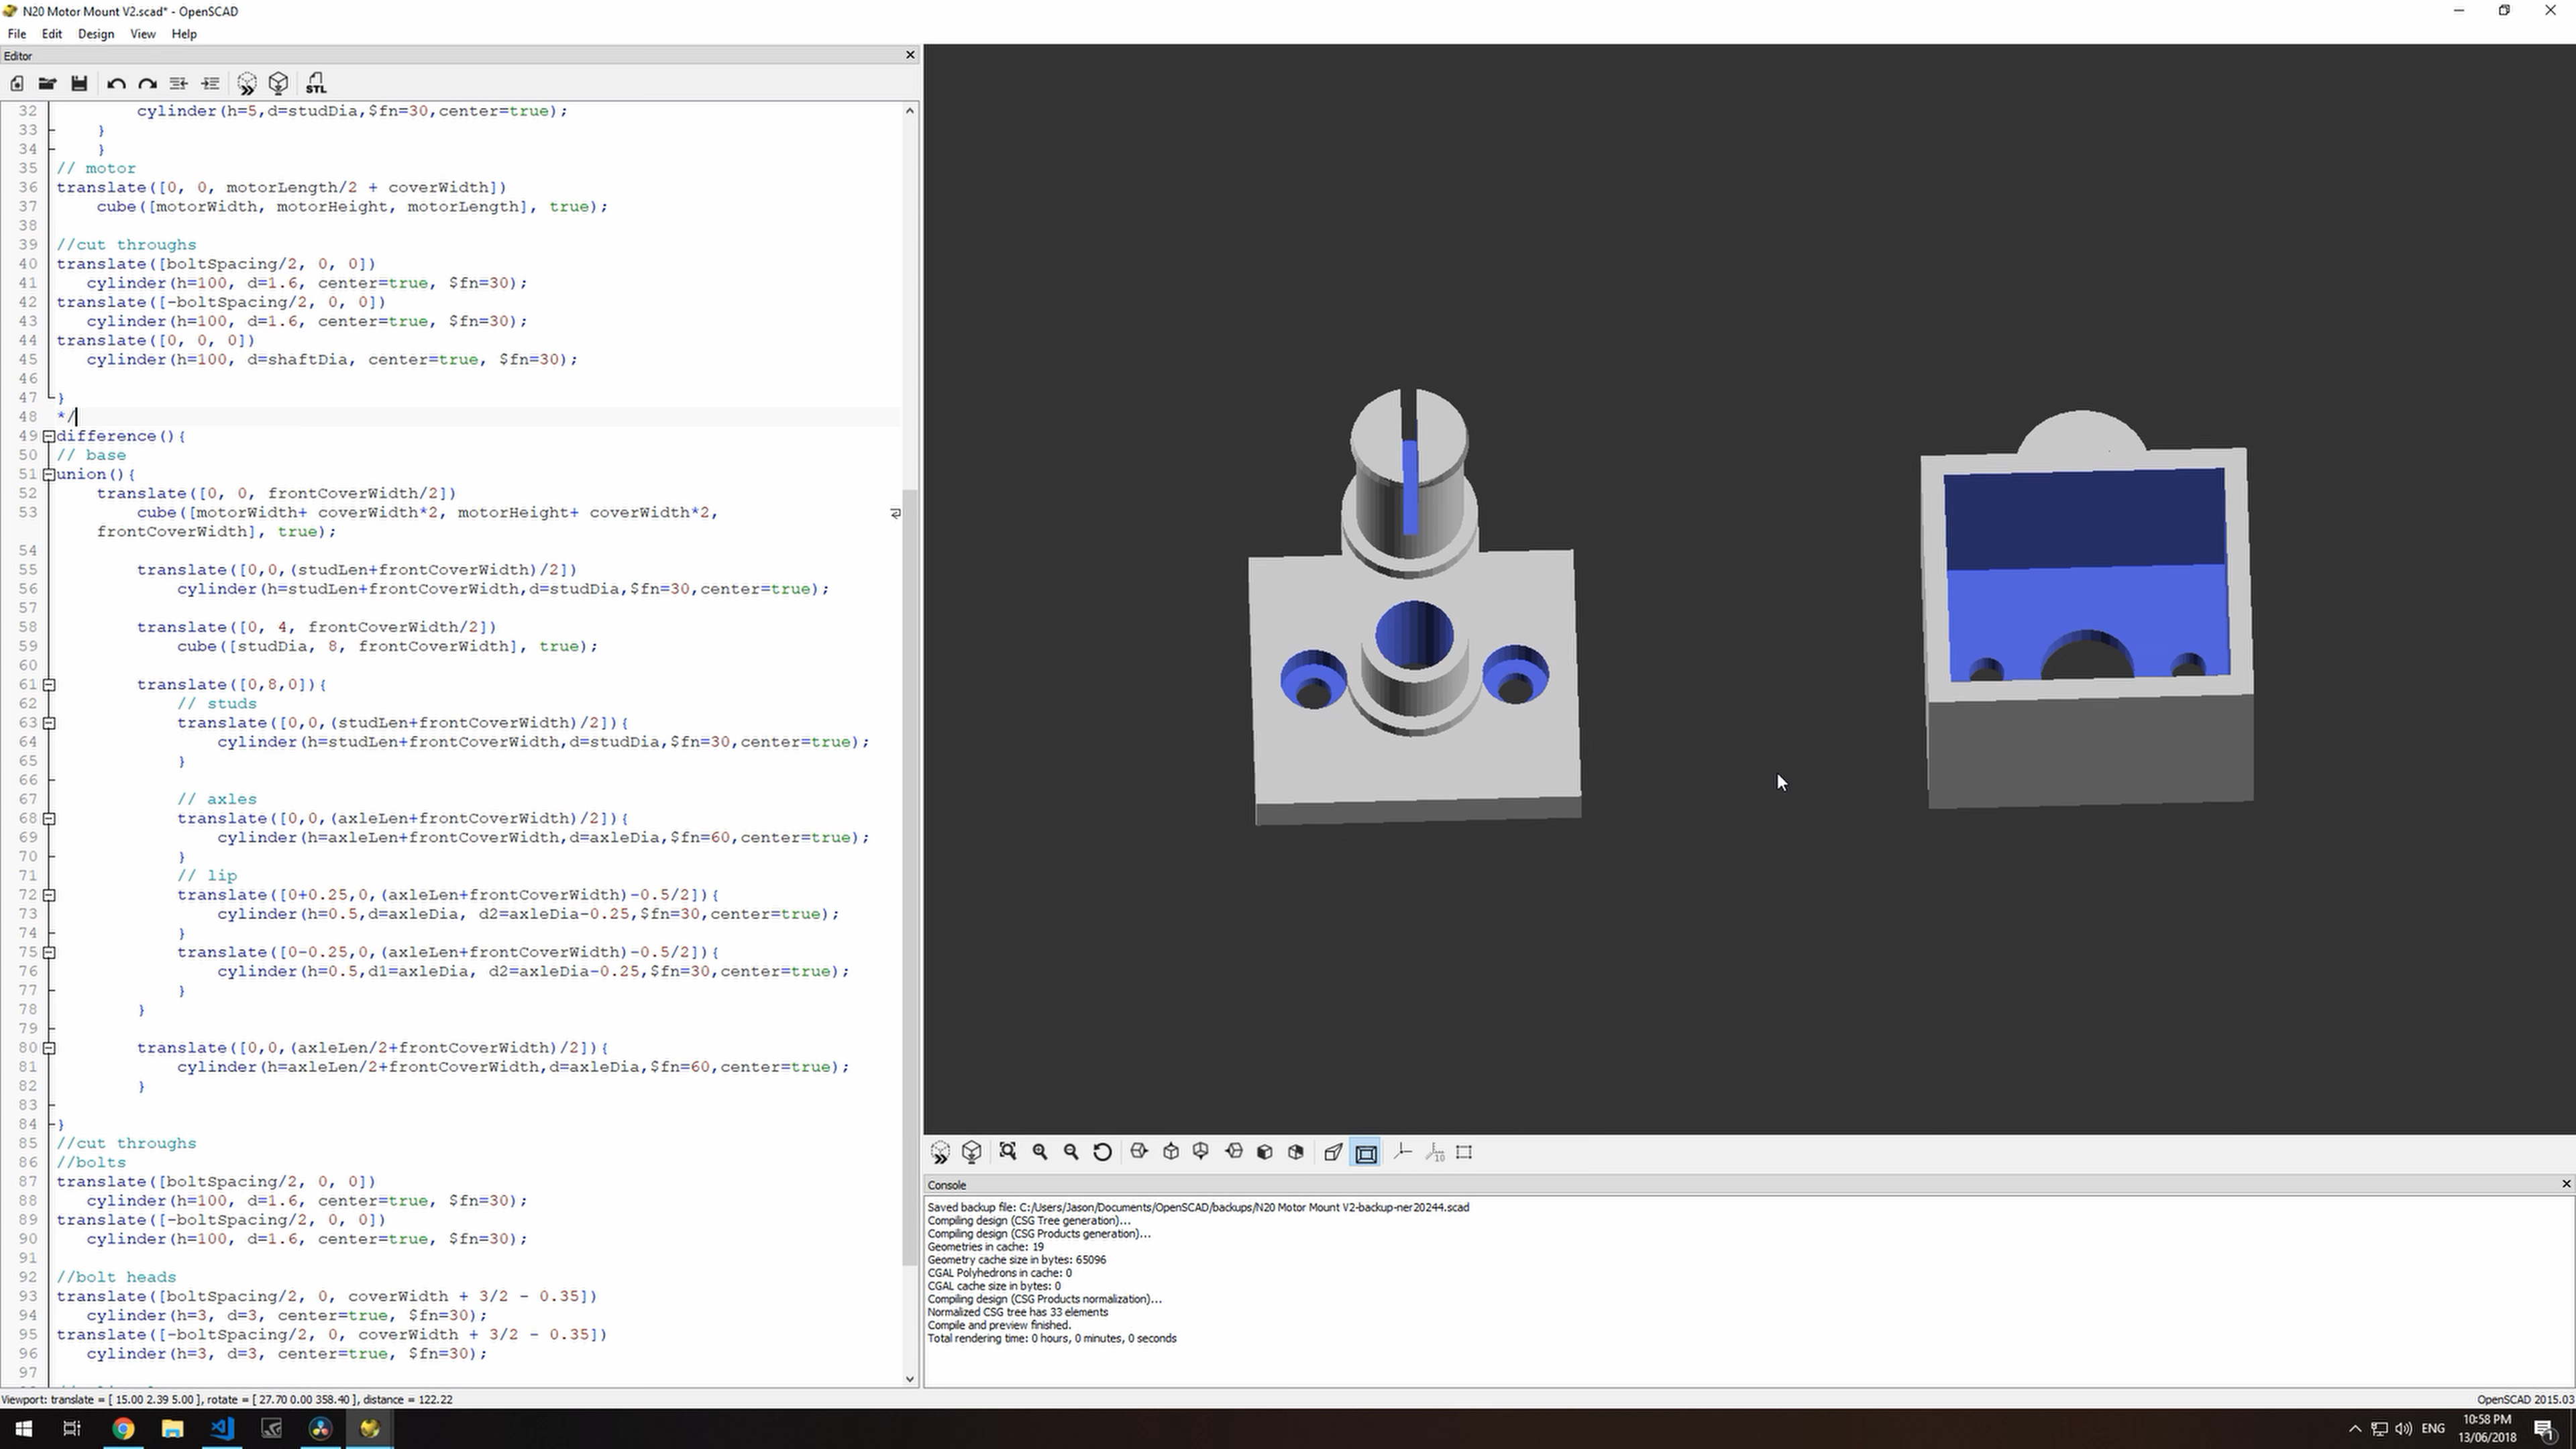 N20 Motor Mount V2.scad* - OpenSCAD
File Edit Design View Help
Editor
STL
32 cylinder(h=5,d=studDia,$fn=30,center=true);
33 }
34 }
35 // motor
36 translate([0, 0, motorLength/2 + coverWidth])
37 cube([motorWidth, motorHeight, motorLength], true);
38
39 //cut throughs
40 translate([boltSpacing/2, 0, 0])
41 cylinder(h=100, d=1.6, center=true, $fn=30);
42 translate([-boltSpacing/2, 0, 0])
43 cylinder(h=100, d=1.6, center=true, $fn=30);
44 translate([0, 0, 0])
45 cylinder(h=100, d=shaftDia, center=true, $fn=30);
46
47 }
48 */
49 difference(){
50 // base
51 union(){
52 translate([0, 0, frontCoverWidth/2])
53 cube([motorWidth+ coverWidth*2, motorHeight+ coverWidth*2,
frontCoverWidth], true);
54
55 translate([0,0,(studLen+frontCoverWidth)/2])
56 cylinder(h=studLen+frontCoverWidth,d=studDia,$fn=30,center=true);
57
58 translate([0, 4, frontCoverWidth/2])
59 cube([studDia, 8, frontCoverWidth], true);
60
61 translate([0,8,0]){
62 // studs
63 translate([0,0,(studLen+frontCoverWidth)/2]){
64 cylinder(h=studLen+frontCoverWidth,d=studDia,$fn=30,center=true);
65 }
66
67 // axles
68 translate([0,0,(axleLen+frontCoverWidth)/2]){
69 cylinder(h=axleLen+frontCoverWidth,d=axleDia,$fn=60,center=true);
70 }
71 // lip
72 translate([0+0.25,0,(axleLen+frontCoverWidth)-0.5/2]){
73 cylinder(h=0.5,d=axleDia, d2=axleDia-0.25,$fn=30,center=true);
74 }
75 translate([0-0.25,0,(axleLen+frontCoverWidth)-0.5/2]){
76 cylinder(h=0.5,d1=axleDia, d2=axleDia-0.25,$fn=30,center=true);
77 }
78 }
79
80 translate([0,0,(axleLen/2+frontCoverWidth)/2]){
81 cylinder(h=axleLen/2+frontCoverWidth,d=axleDia,$fn=60,center=true);
82 }
83
84 }
85 //cut throughs
86 //bolts
87 translate([boltSpacing/2, 0, 0])
88 cylinder(h=100, d=1.6, center=true, $fn=30);
89 translate([-boltSpacing/2, 0, 0])
90 cylinder(h=100, d=1.6, center=true, $fn=30);
91
92 //bolt heads
93 translate([boltSpacing/2, 0, coverWidth + 3/2 - 0.35])
94 cylinder(h=3, d=3, center=true, $fn=30);
95 translate([-boltSpacing/2, 0, coverWidth + 3/2 - 0.35])
96 cylinder(h=3, d=3, center=true, $fn=30);
97
10
Console
Saved backup file: C:/Users/Jason/Documents/OpenSCAD/backups/N20 Motor Mount V2-backup-ner20244.scad
Compiling design (CSG Tree generation)...
Compiling design (CSG Products generation)...
Geometries in cache: 19
Geometry cache size in bytes: 65096
CGAL Polyhedrons in cache: 0
CGAL cache size in bytes: 0
Compiling design (CSG Products normalization)...
Normalized CSG tree has 33 elements
Compile and preview finished.
Total rendering time: 0 hours, 0 minutes, 0 seconds
Viewport: translate = [ 15.00 2.39 5.00 ], rotate = [ 27.70 0.00 358.40 ], distance = 122.22
OpenSCAD 2015.03
ENG
10:58 PM
13/06/2018
1